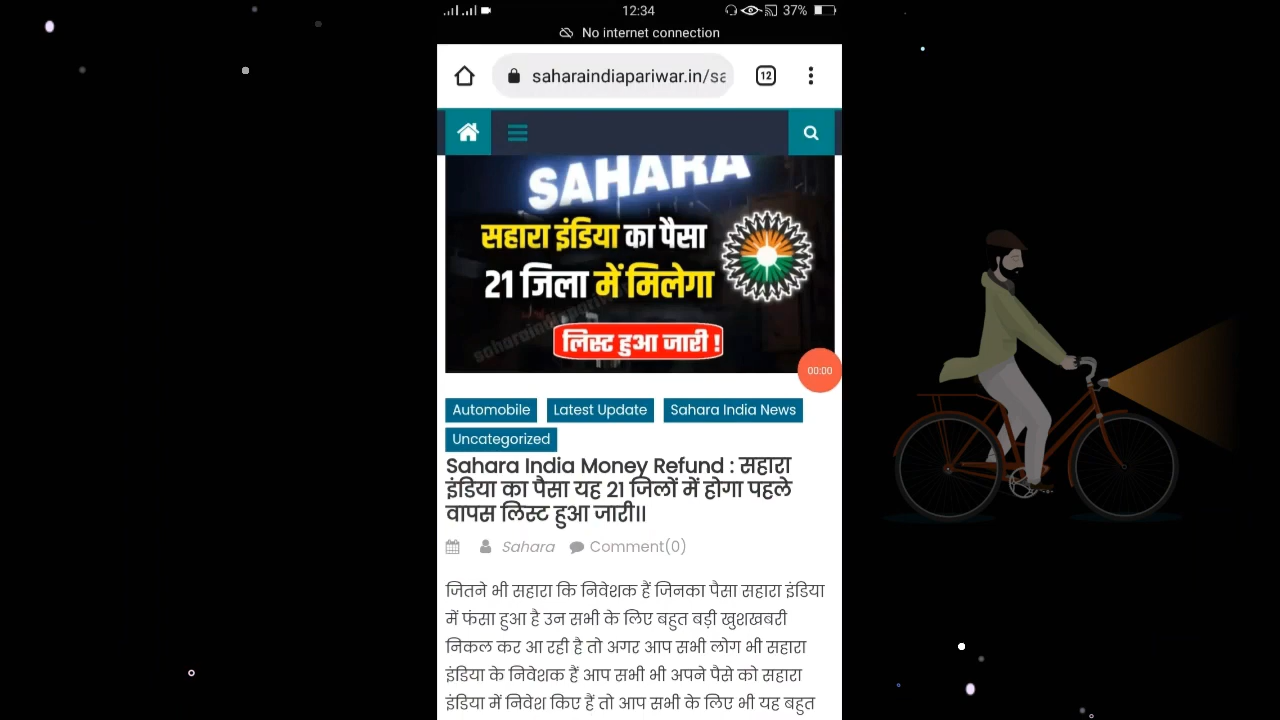 12:34
37%
No internet connection
saharaindiapariwar.in/sa
12
SAHARA
सहारा इंडिया का पैसा
21 जिला में मिलेगा
लिस्ट हुआ जारी !
00:00
Automobile Latest Update Sahara India News
Uncategorized
Sahara India Money Refund : सहारा
इंडिया का पैसा यह 21 जिलों में होगा पहले
वापस लिस्ट हुआ जारी।।
Sahara Comment(0)
जितने भी सहारा कि निवेशक हैं जिनका पैसा सहारा इंडिया
में फंसा हुआ है उन सभी के लिए बहुत बड़ी खुशखबरी
निकल कर आ रही है तो अगर आप सभी लोग भी सहारा
इंडिया के निवेशक हैं आप सभी भी अपने पैसे को सहारा
इंडिया में निवेश किए हैं तो आप सभी के लिए भी यह बहुत